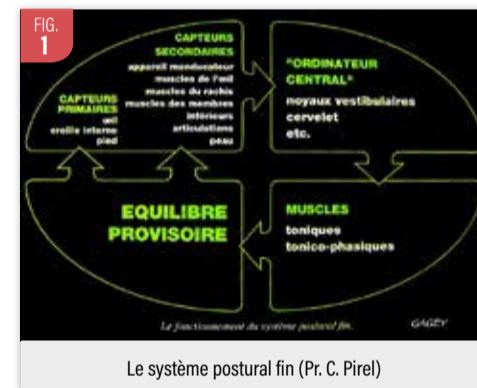 FIG.
1
CAPTEURS
SECONDAIRES
appareil manducateur
muscles de l'œil
muscles du rachis
muscles des membres
inférieurs
articulations
peau
CAPTEURS
PRIMAIRES
œil
oreille interne
pied
"ORDINATEUR
CENTRAL"
noyaux vestibulaires
cervelet
etc.
EQUILIBRE
PROVISOIRE
MUSCLES
toniques
tonico-phasiques
Le fonctionnement du système postural fin.
GAGEY
Le système postural fin (Pr. C. Pirel)